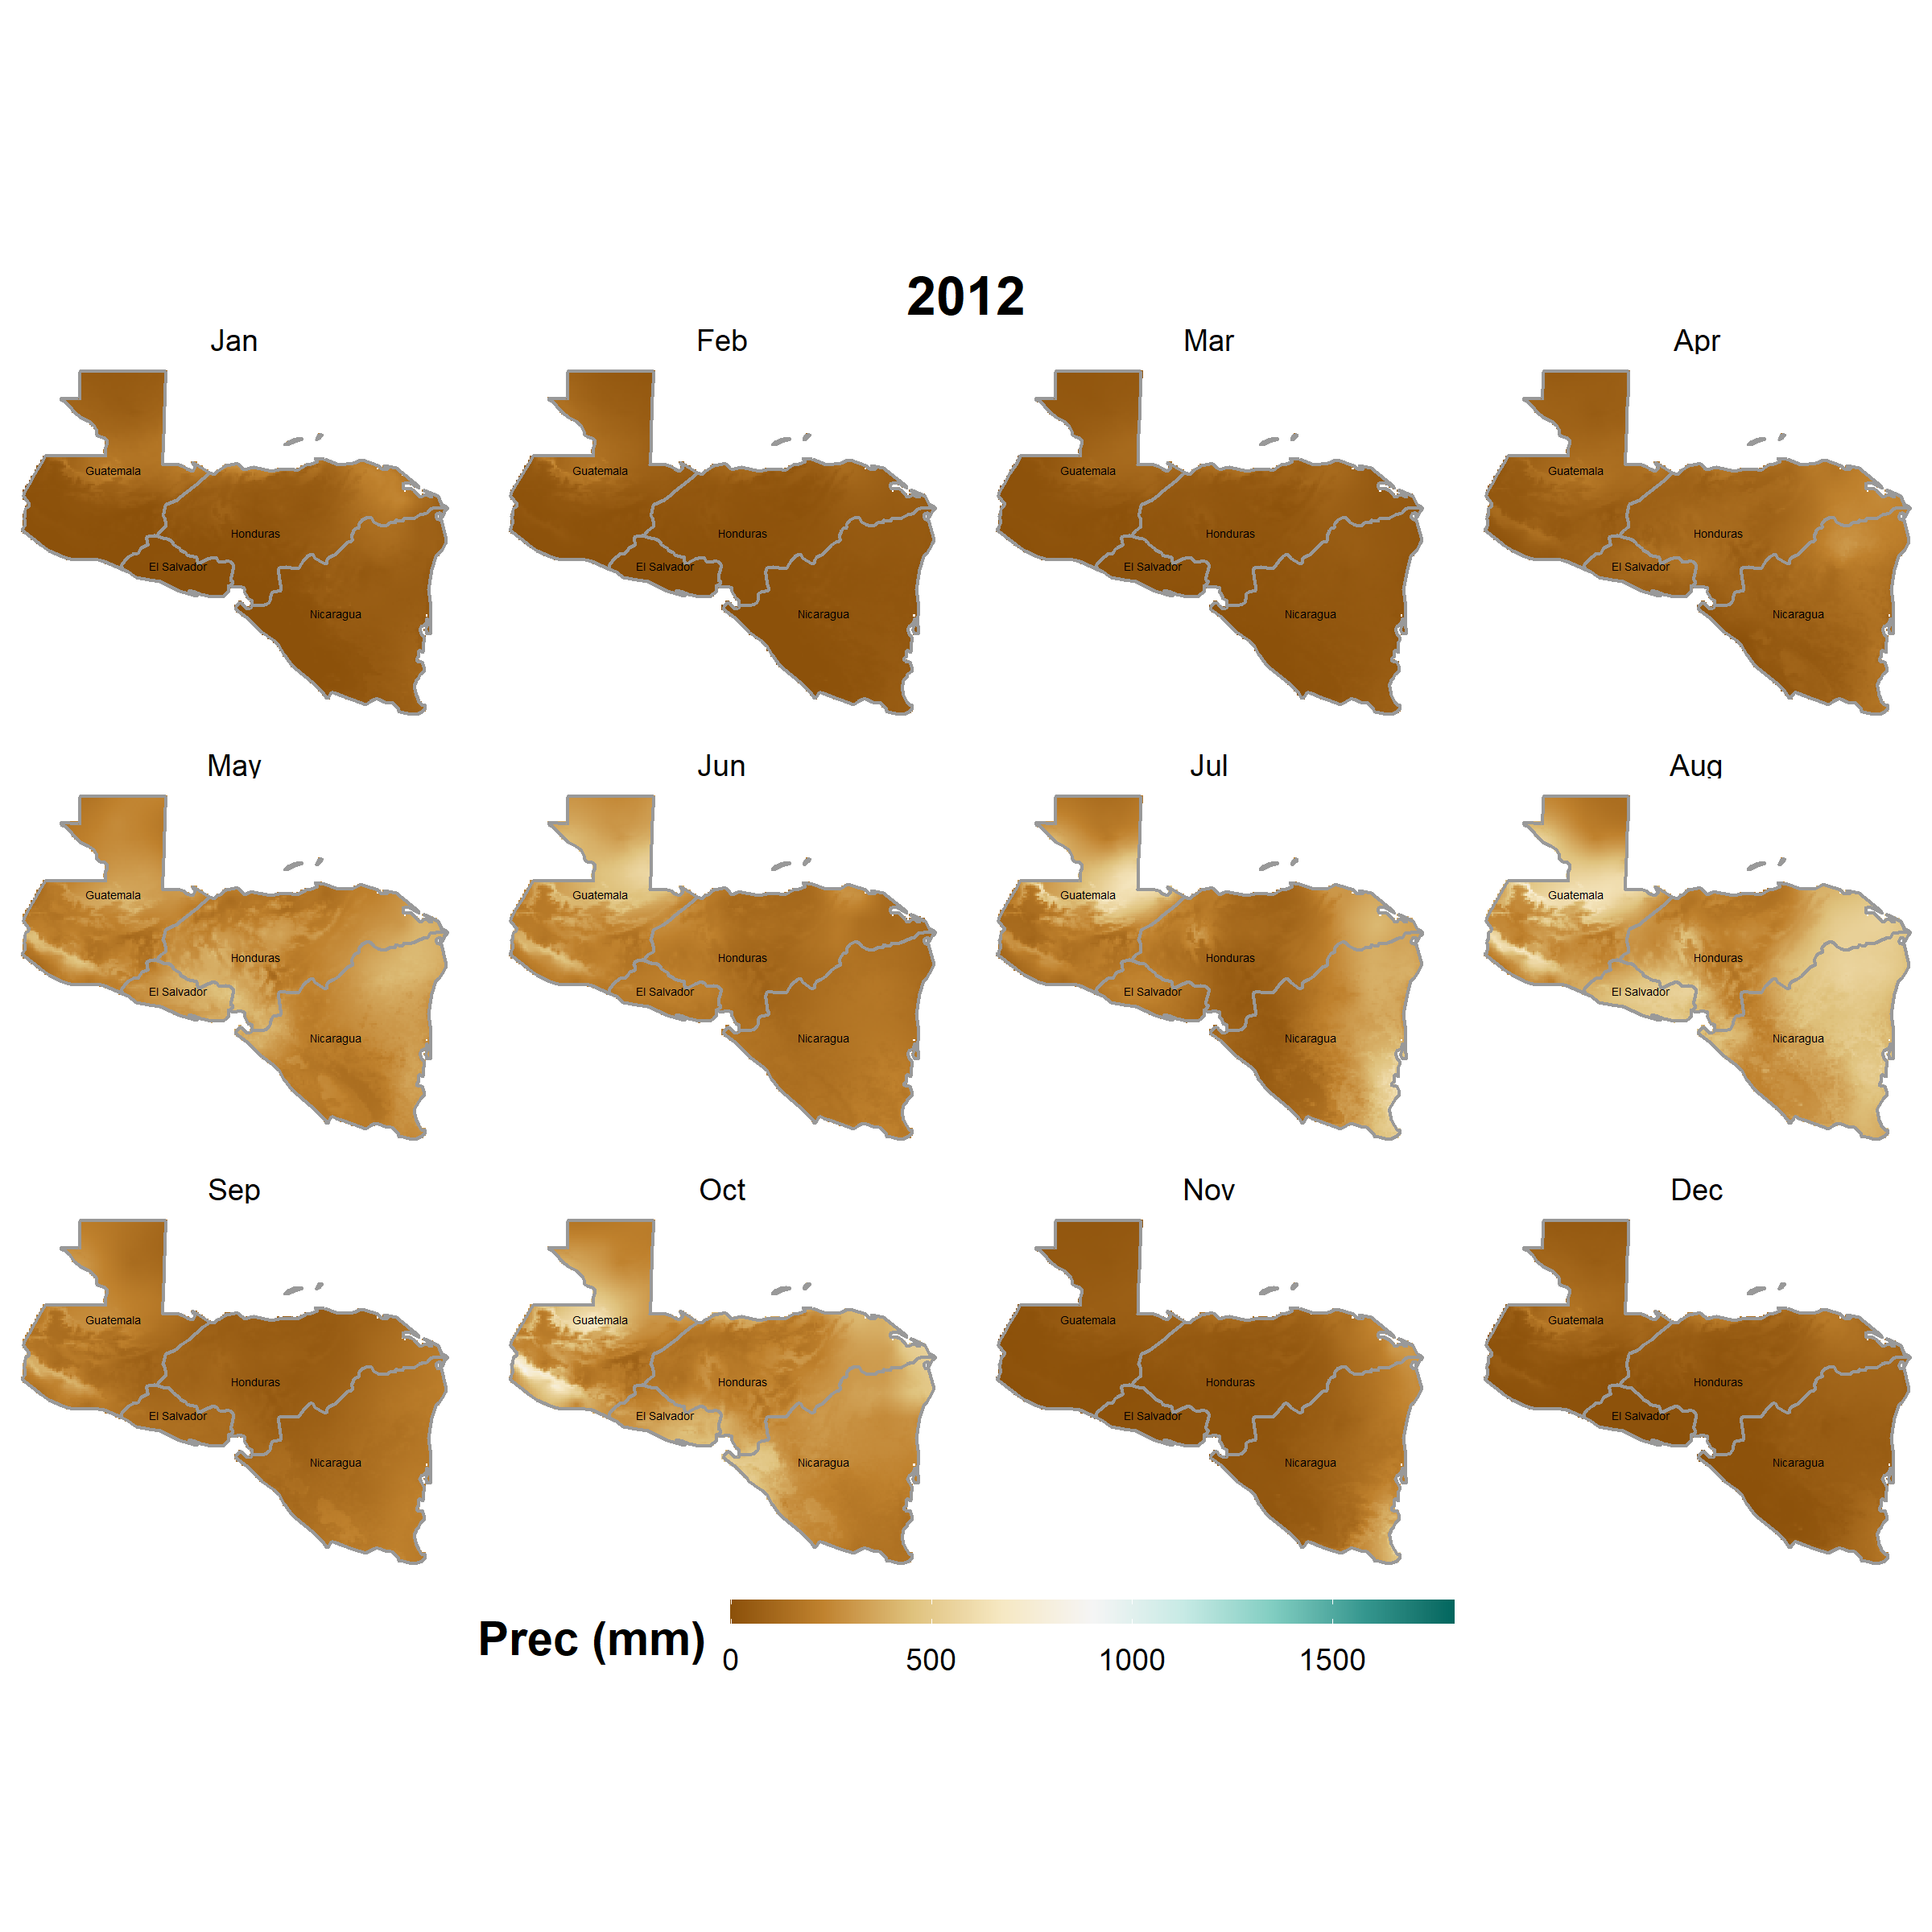 2012
Jan Feb Mar Apr
Guatemala Guatemala Guatemala Guatemala
Honduras Honduras Honduras Honduras
El Salvador El Salvador El Salvador El Salvador
Nicaragua Nicaragua Nicaragua Nicaragua
May Jun Jul Aug
Guatemala Guatemala Guatemala Guatemala
Honduras Honduras Honduras Honduras
El Salvador El Salvador El Salvador El Salvador
Nicaragua Nicaragua Nicaragua Nicaragua
Sep Oct Nov Dec
Guatemala Guatemala Guatemala Guatemala
Honduras Honduras Honduras Honduras
El Salvador El Salvador El Salvador El Salvador
Nicaragua Nicaragua Nicaragua Nicaragua
Prec (mm)
0 500 1000 1500